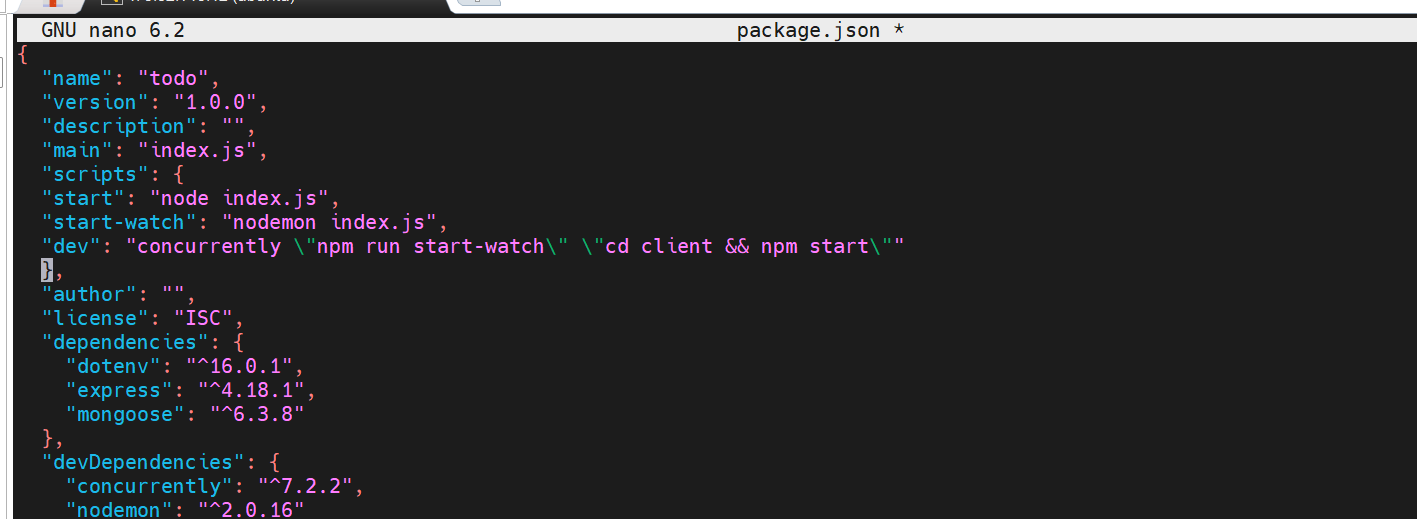 GNU nano 6.2 package.json *
{
  "name": "todo",
  "version": "1.0.0",
  "description": "",
  "main": "index.js",
  "scripts": {
  "start": "node index.js",
  "start-watch": "nodemon index.js",
  "dev": "concurrently \"npm run start-watch\" \"cd client && npm start\""
  },
  "author": "",
  "license": "ISC",
  "dependencies": {
    "dotenv": "^16.0.1",
    "express": "^4.18.1",
    "mongoose": "^6.3.8"
  },
  "devDependencies": {
    "concurrently": "^7.2.2",
    "nodemon": "^2.0.16"